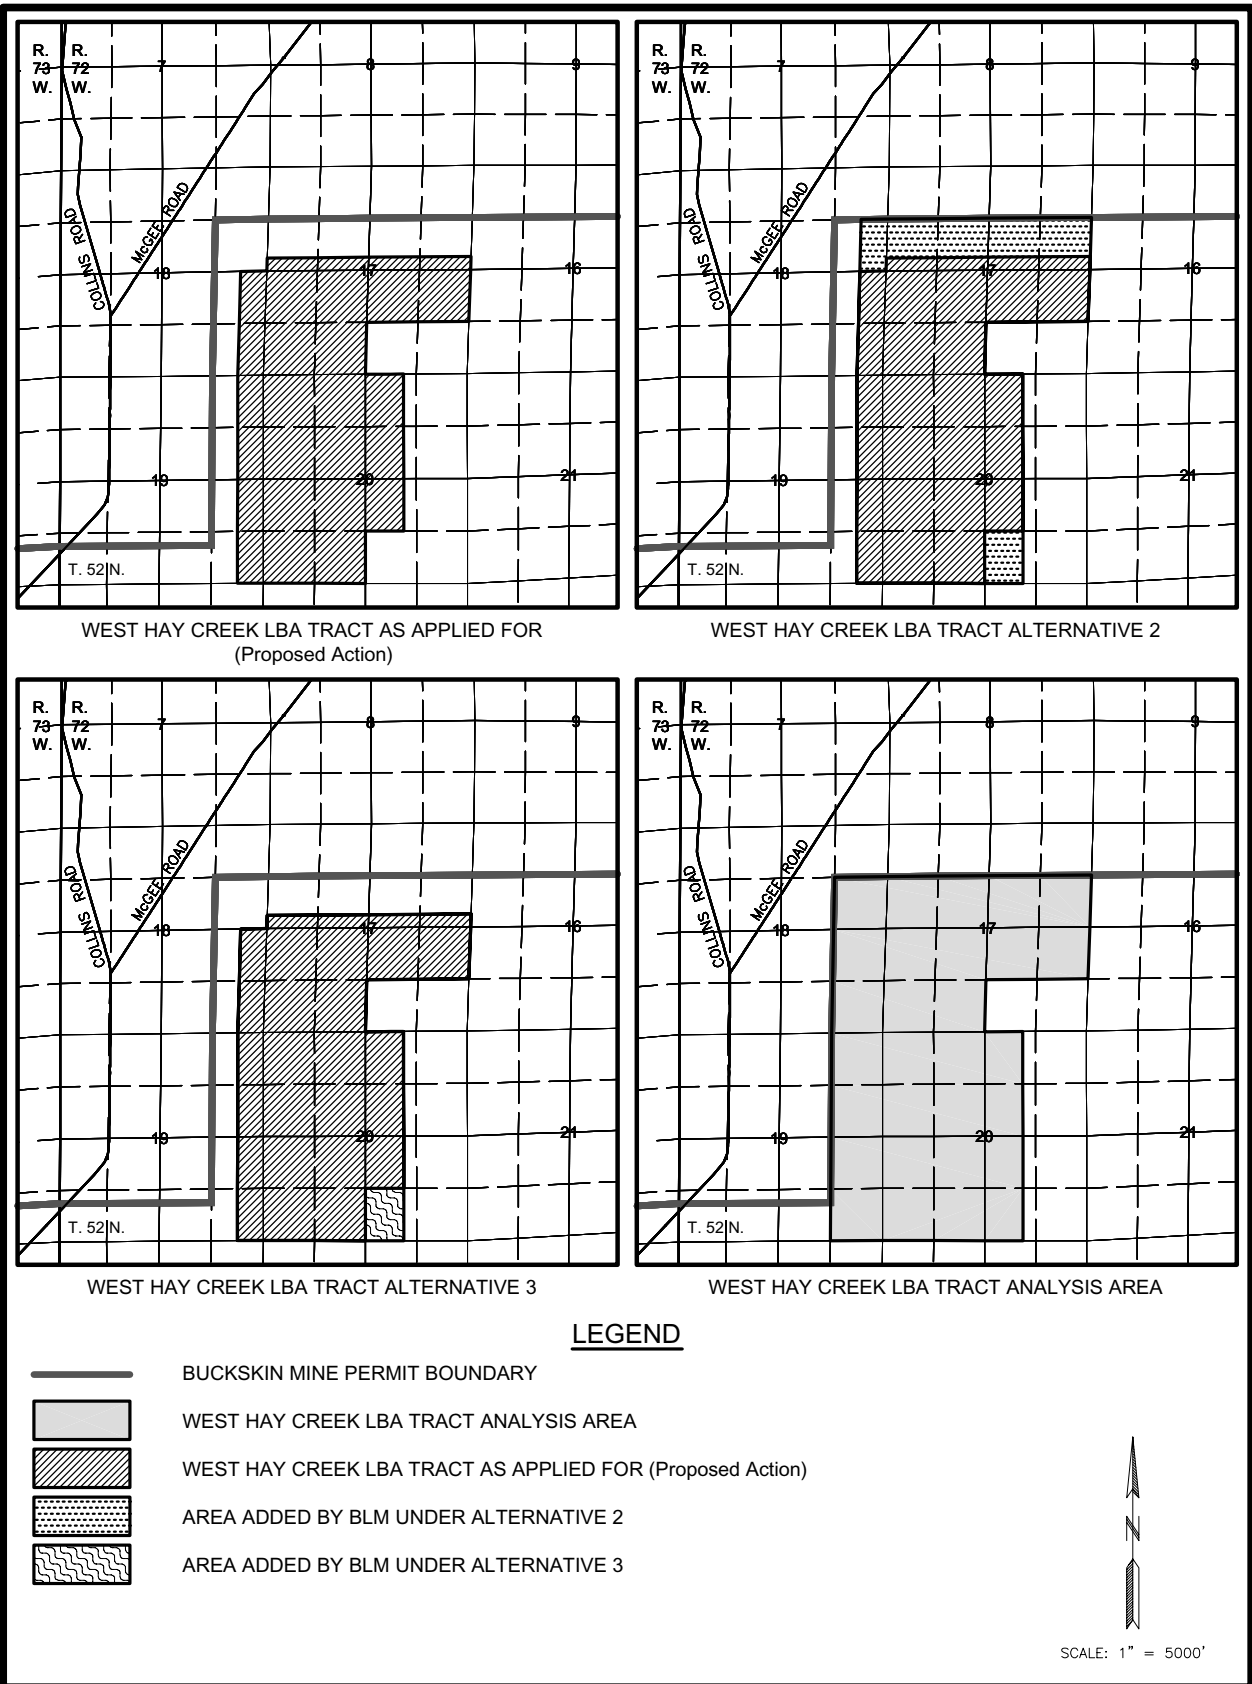 R. R.
73 72
W. W.
7
8
9
COLLINS ROAD
McGEE ROAD
18
17
16
19
20
21
T. 52 N.
WEST HAY CREEK LBA TRACT AS APPLIED FOR
(Proposed Action)
R. R.
73 72
W. W.
7
8
9
COLLINS ROAD
McGEE ROAD
18
17
16
19
20
21
T. 52 N.
WEST HAY CREEK LBA TRACT ALTERNATIVE 2
R. R.
73 72
W. W.
7
8
9
COLLINS ROAD
McGEE ROAD
18
17
16
19
20
21
T. 52 N.
WEST HAY CREEK LBA TRACT ALTERNATIVE 3
R. R.
73 72
W. W.
7
8
9
COLLINS ROAD
McGEE ROAD
18
17
16
19
20
21
T. 52 N.
WEST HAY CREEK LBA TRACT ANALYSIS AREA
LEGEND
BUCKSKIN MINE PERMIT BOUNDARY
WEST HAY CREEK LBA TRACT ANALYSIS AREA
WEST HAY CREEK LBA TRACT AS APPLIED FOR (Proposed Action)
AREA ADDED BY BLM UNDER ALTERNATIVE 2
AREA ADDED BY BLM UNDER ALTERNATIVE 3
N
SCALE: 1" = 5000'